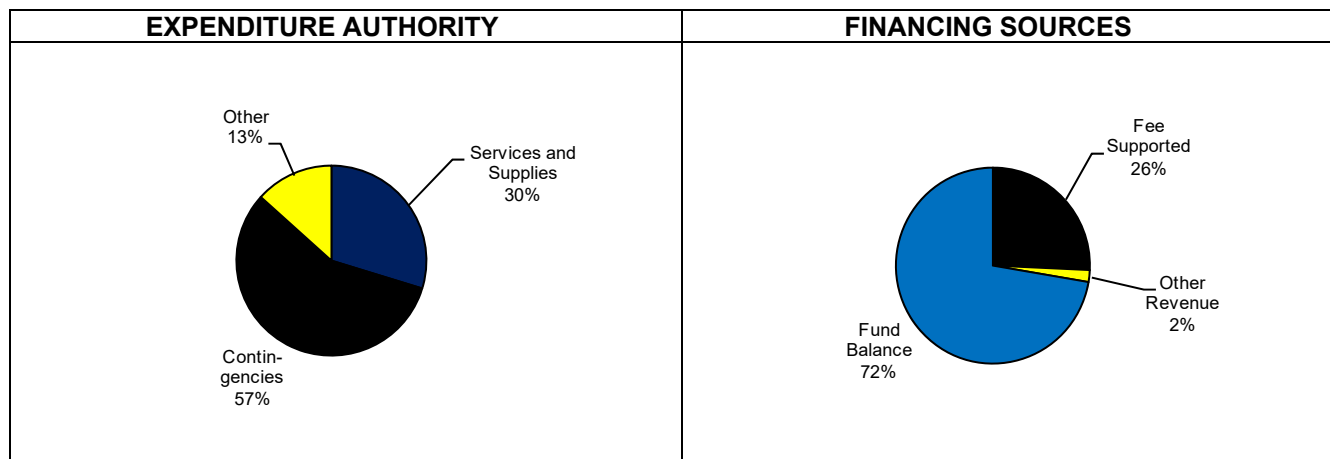 EXPENDITURE AUTHORITY
Other
13%
Services and
Supplies
30%
Contin-
gencies
57%
FINANCING SOURCES
Fee
Supported
26%
Other
Revenue
2%
Fund
Balance
72%